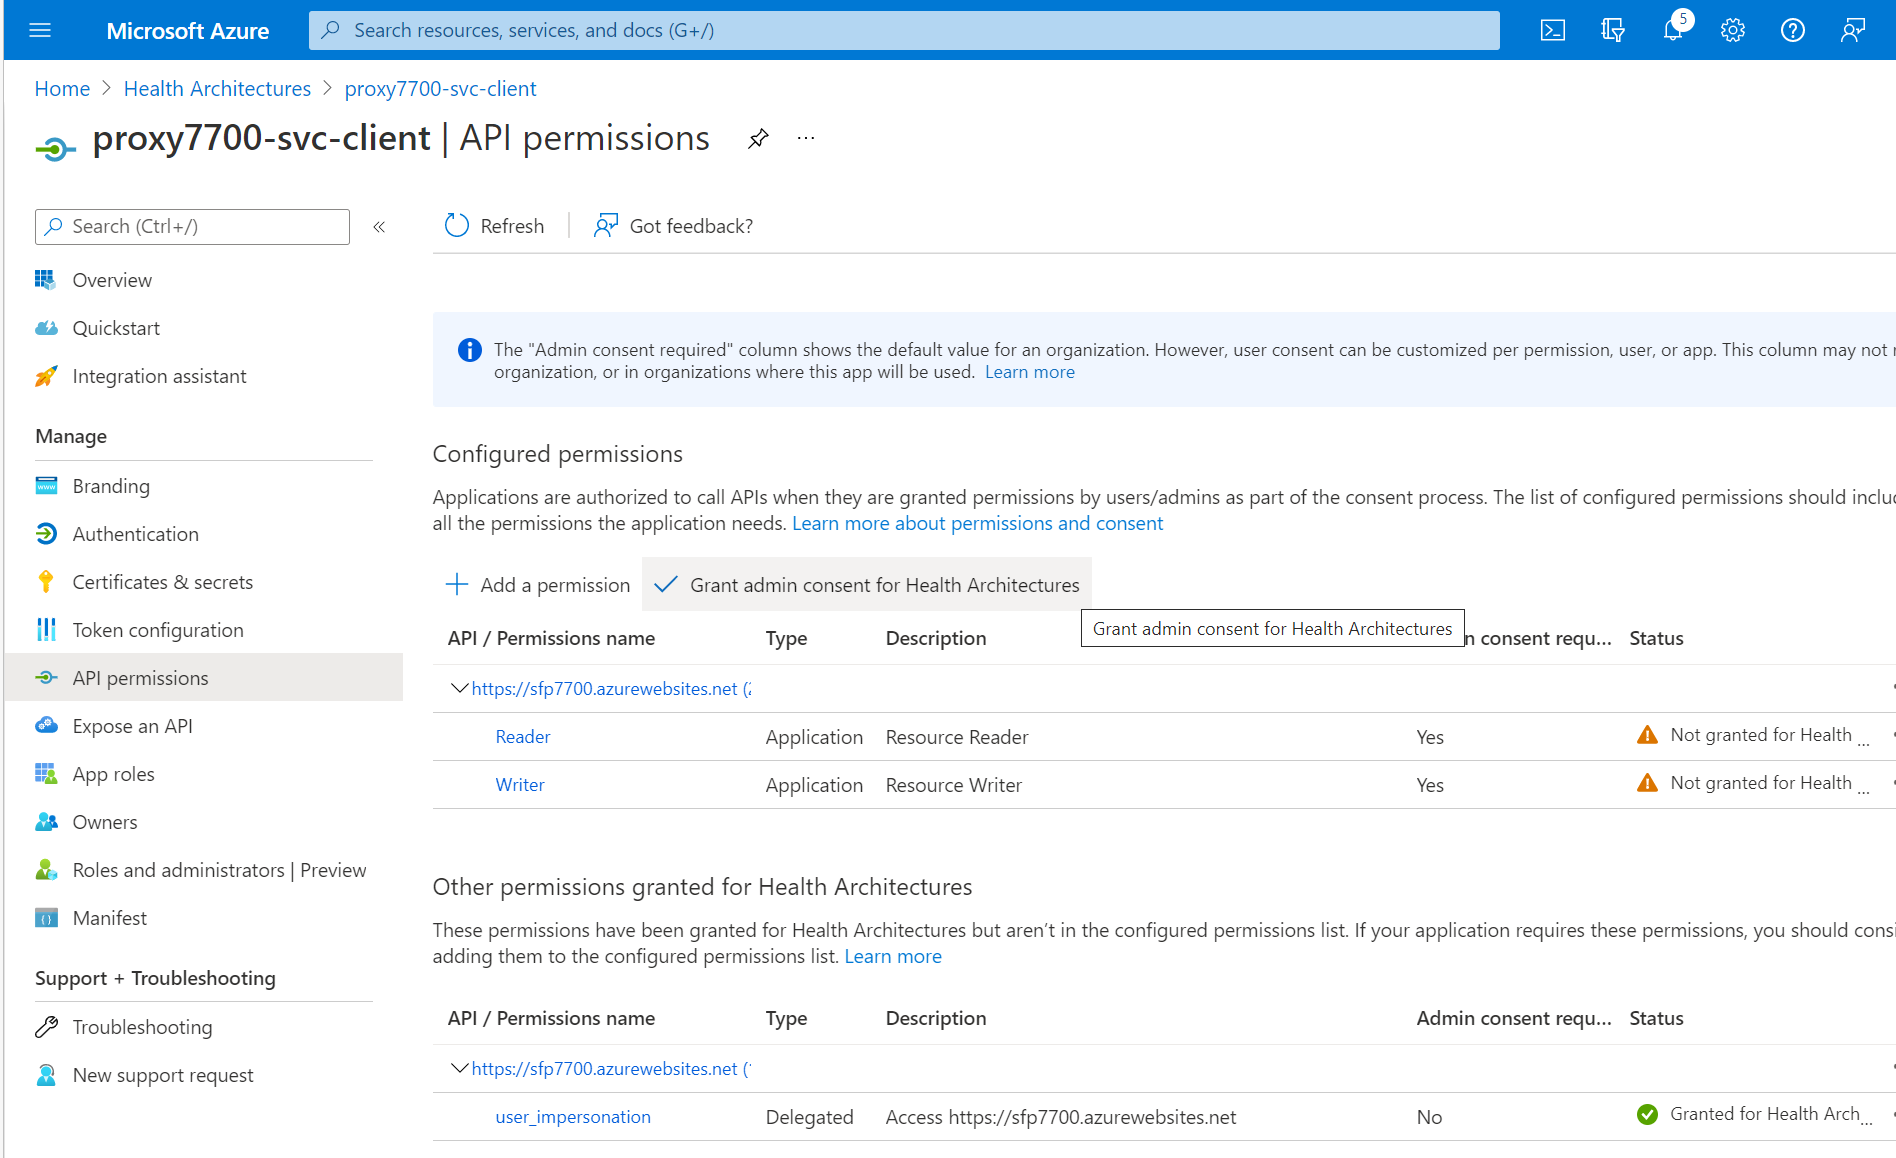 Microsoft Azure
Search resources, services, and docs (G+/)
5
Home > Health Architectures > proxy7700-svc-client
proxy7700-svc-client | API permissions
Search (Ctrl+/)
«
Refresh
Got feedback?
Overview
Quickstart
Integration assistant
Manage
Branding
Authentication
Certificates & secrets
Token configuration
API permissions
Expose an API
App roles
Owners
Roles and administrators | Preview
Manifest
Support + Troubleshooting
Troubleshooting
New support request
The "Admin consent required" column shows the default value for an organization. However, user consent can be customized per permission, user, or app. This column may not
organization, or in organizations where this app will be used. Learn more
Configured permissions
Applications are authorized to call APIs when they are granted permissions by users/admins as part of the consent process. The list of configured permissions should inclu
all the permissions the application needs. Learn more about permissions and consent
Add a permission
Grant admin consent for Health Architectures
Grant admin consent for Health Architectures
API / Permissions name Type Description n consent requ... Status
https://sfp7700.azurewebsites.net (2
Reader Application Resource Reader Yes Not granted for Health ...
Writer Application Resource Writer Yes Not granted for Health ...
Other permissions granted for Health Architectures
These permissions have been granted for Health Architectures but aren't in the configured permissions list. If your application requires these permissions, you should consi
adding them to the configured permissions list. Learn more
API / Permissions name Type Description Admin consent requ... Status
https://sfp7700.azurewebsites.net (1
user_impersonation Delegated Access https://sfp7700.azurewebsites.net No Granted for Health Arch...